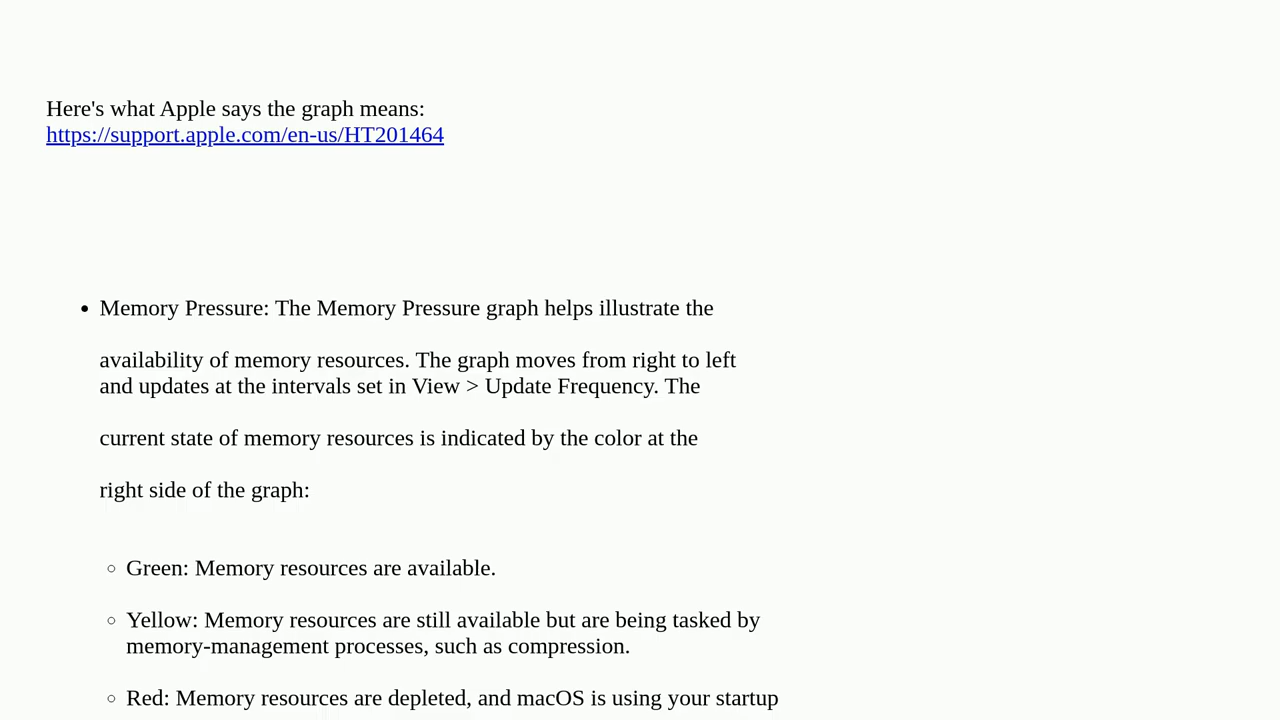 Here's what Apple says the graph means:
https://support.apple.com/en-us/HT201464
• Memory Pressure: The Memory Pressure graph helps illustrate the
availability of memory resources. The graph moves from right to left
and updates at the intervals set in View > Update Frequency. The
current state of memory resources is indicated by the color at the
right side of the graph:
◦ Green: Memory resources are available.
◦ Yellow: Memory resources are still available but are being tasked by
memory-management processes, such as compression.
◦ Red: Memory resources are depleted, and macOS is using your startup